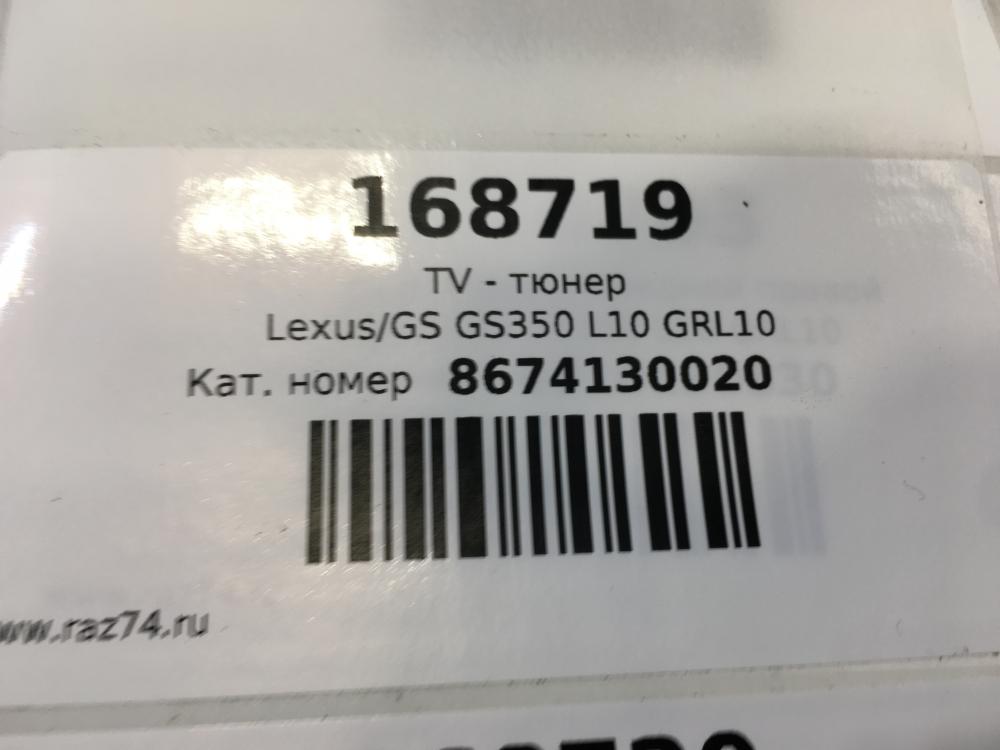 168719
TV - тюнер
Lexus/GS GS350 L10 GRL10
Кат. номер 8674130020
www.raz74.ru